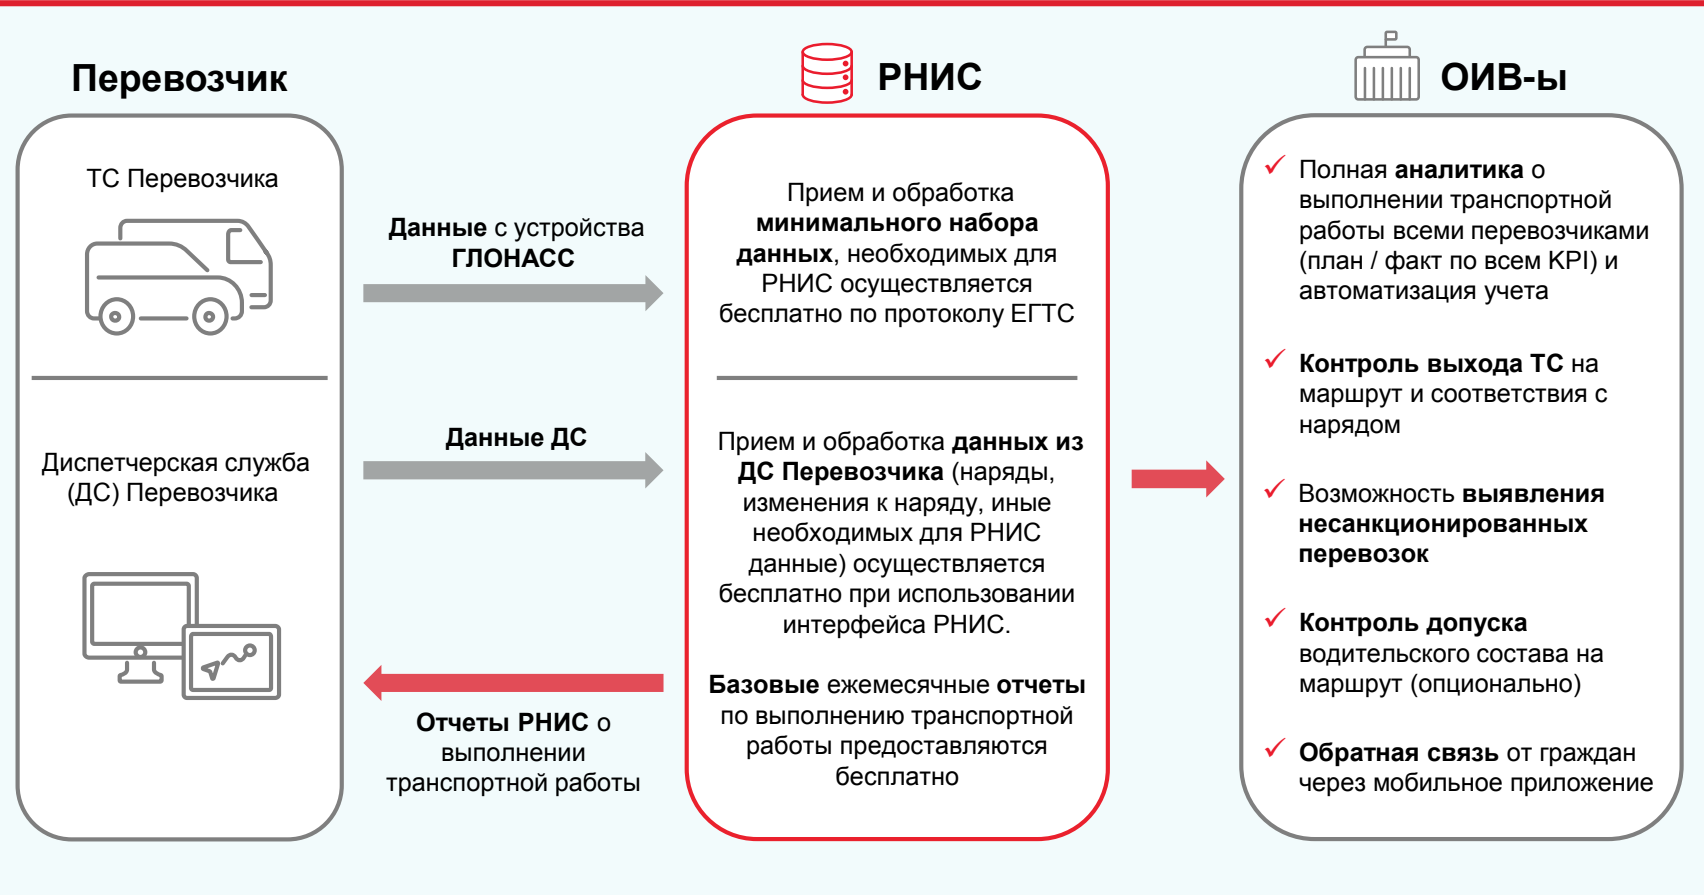 Перевозчик
ТС Перевозчика
Диспетчерская служба
(ДС) Перевозчика
Данные с устройства
ГЛОНАСС
Данные ДС
Отчеты РНИС о
выполнении
транспортной работы
РНИС
Прием и обработка
минимального набора
данных, необходимых для
РНИС осуществляется
бесплатно по протоколу ЕГТС
Прием и обработка данных из
ДС Перевозчика (наряды,
изменения к наряду, иные
необходимых для РНИС
данные) осуществляется
бесплатно при использовании
интерфейса РНИС.
Базовые ежемесячные отчеты
по выполнению транспортной
работы предоставляются
бесплатно
ОИВ-ы
Полная аналитика о
выполнении транспортной
работы всеми перевозчиками
(план / факт по всем KPI) и
автоматизация учета
Контроль выхода ТС на
маршрут и соответствия с
нарядом
Возможность выявления
несанкционированных
перевозок
Контроль допуска
водительского состава на
маршрут (опционально)
Обратная связь от граждан
через мобильное приложение